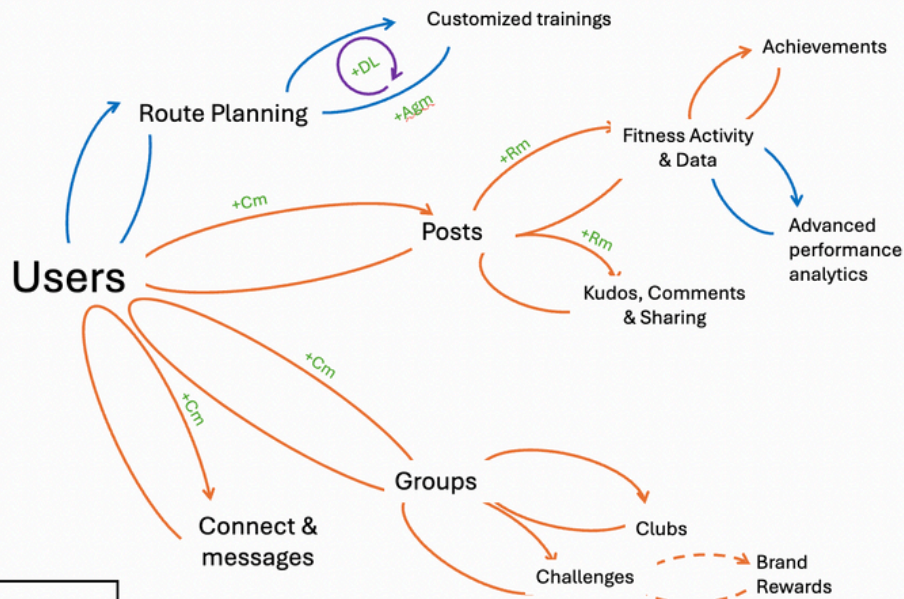 Customized trainings
+DL
+Agm
Route Planning
Achievements
Fitness Activity
& Data
+Rm
+Cm
Posts
Advanced
performance
analytics
+Rm
Users
Kudos, Comments
& Sharing
+Cm
+Cm
Groups
Connect &
messages
Clubs
Challenges
Brand
Rewards